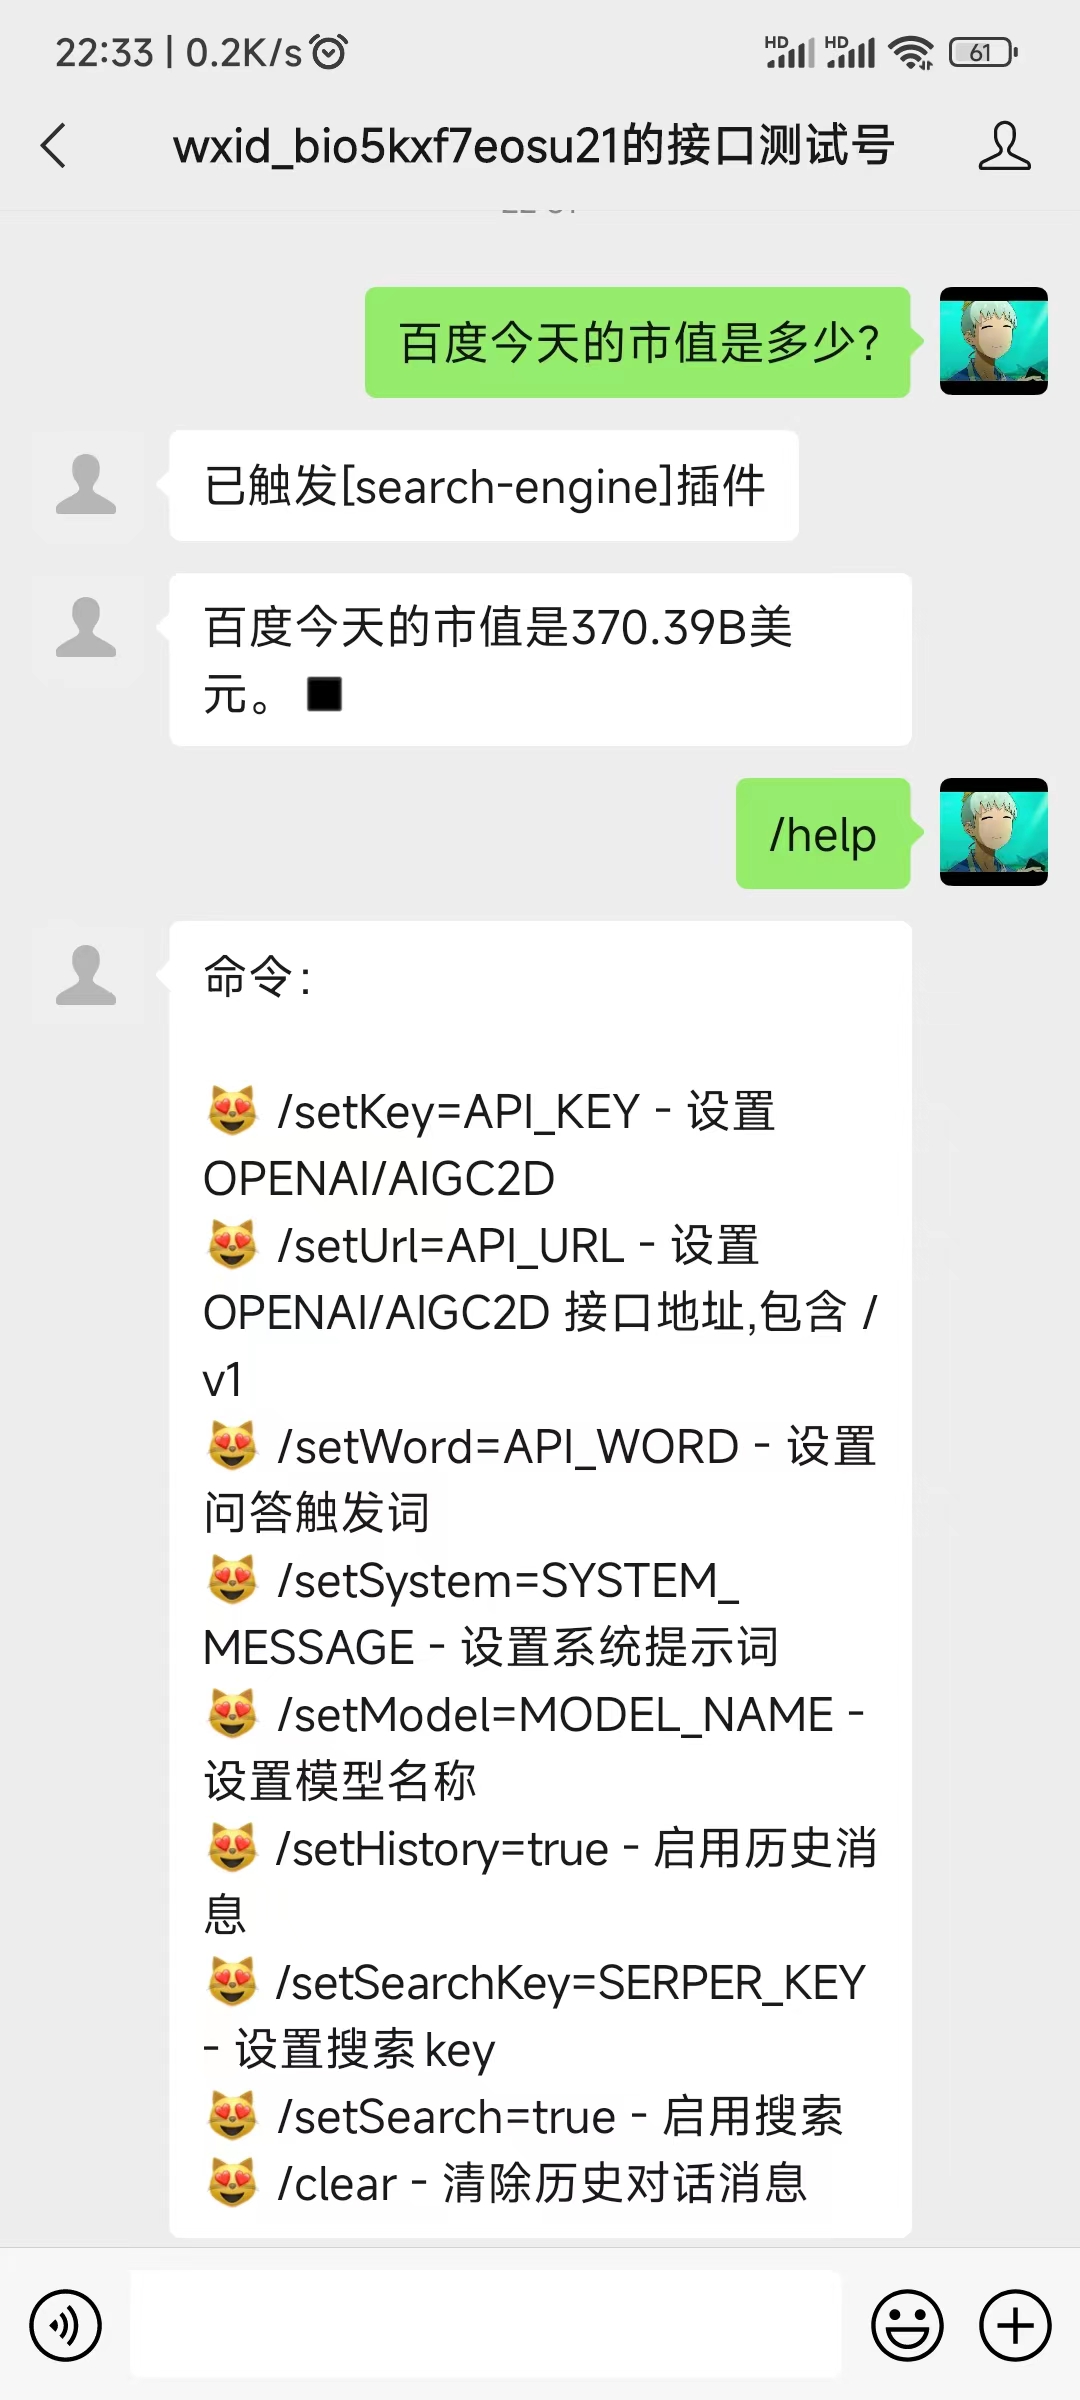 22:33 | 0.2K/s
HD HD 61
wxid_bio5kxf7eosu21的接口测试号
百度今天的市值是多少?
已触发[search-engine]插件
百度今天的市值是370.39B美
元。
/help
命令:
😻 /setKey=API_KEY - 设置
OPENAI/AIGC2D
😻 /setUrl=API_URL - 设置
OPENAI/AIGC2D 接口地址,包含 /
v1
😻 /setWord=API_WORD - 设置
问答触发词
😻 /setSystem=SYSTEM_
MESSAGE - 设置系统提示词
😻 /setModel=MODEL_NAME -
设置模型名称
😻 /setHistory=true - 启用历史消
息
😻 /setSearchKey=SERPER_KEY
- 设置搜索 key
😻 /setSearch=true - 启用搜索
😻 /clear - 清除历史对话消息